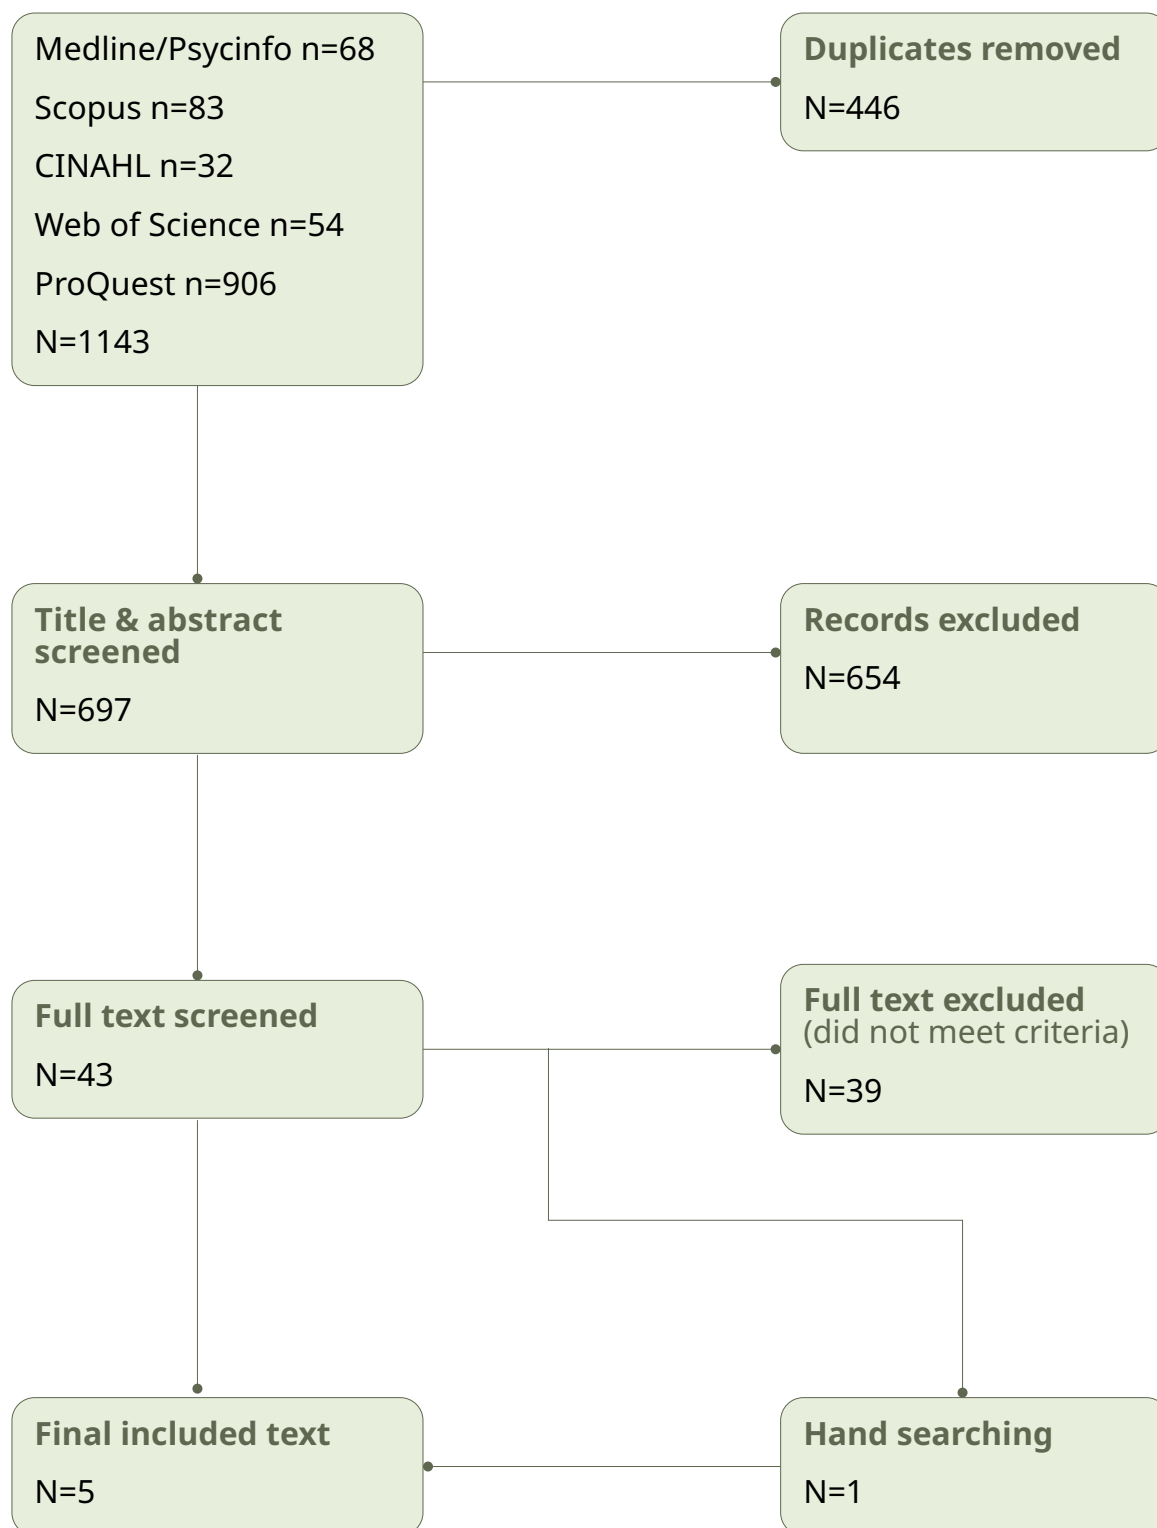 Medline/Psycinfo n=68
Scopus n=83
CINAHL n=32
Web of Science n=54
ProQuest n=906
N=1143
Duplicates removed
N=446
Title & abstract
screened
N=697
Records excluded
N=654
Full text screened
N=43
Full text excluded
(did not meet criteria)
N=39
Final included text
N=5
Hand searching
N=1